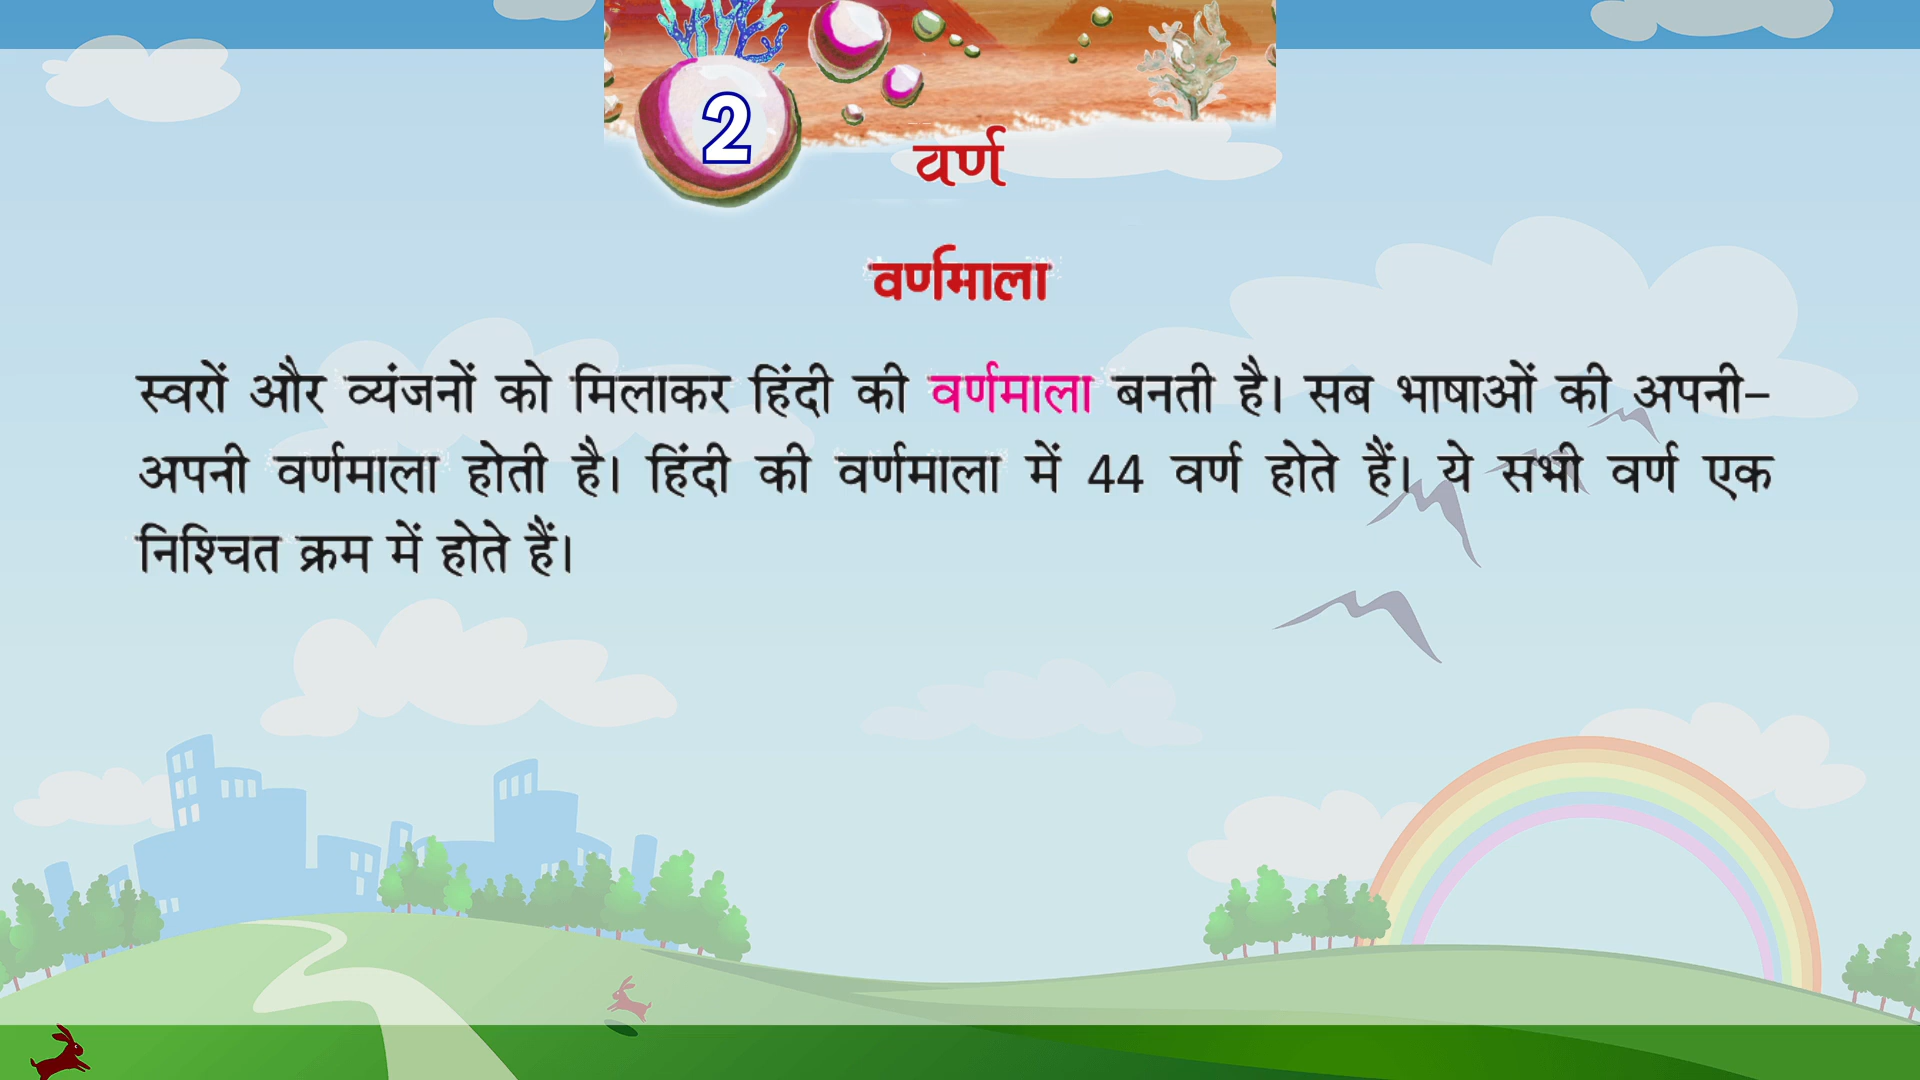 2
वर्ण
वर्णमाला
स्वरों और व्यंजनों को मिलाकर हिंदी की वर्णमाला बनती है। सब भाषाओं की अपनी-
अपनी वर्णमाला होती है। हिंदी की वर्णमाला में 44 वर्ण होते हैं। ये सभी वर्ण एक
निश्चित क्रम में होते हैं।